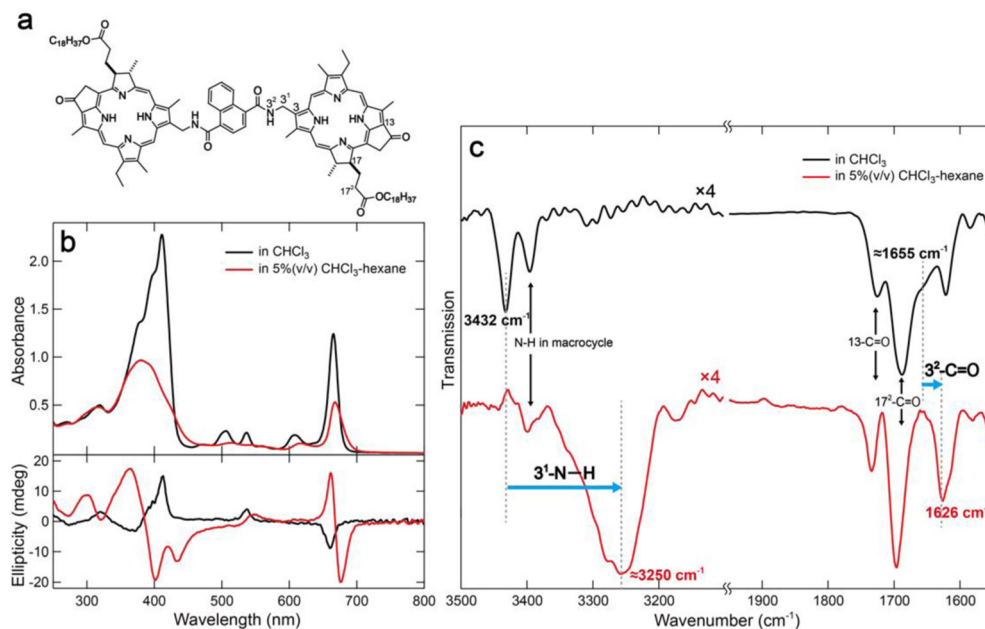 a
O
C18H37O
O
N
HN
NH
N
NH
O
O
N
H
3²
3¹
3
N
NH
HN
N
13
O
17
17²
O
OC18H37
b
in CHCl3
in 5%(v/v) CHCl3-hexane
Absorbance
2.0
1.5
1.0
0.5
Ellipticity (mdeg)
20
10
0
-10
-20
300 400 500 600 700 800
Wavelength (nm)
c
in CHCl3
in 5%(v/v) CHCl3-hexane
×4
≈1655 cm⁻¹
3432 cm⁻¹
N-H in macrocycle
13-C=O
3²-C=O
17²-C=O
×4
3¹-N–H
1626 cm⁻¹
≈3250 cm⁻¹
Transmission
3500 3400 3300 3200 1900 1800 1700 1600
Wavenumber (cm⁻¹)